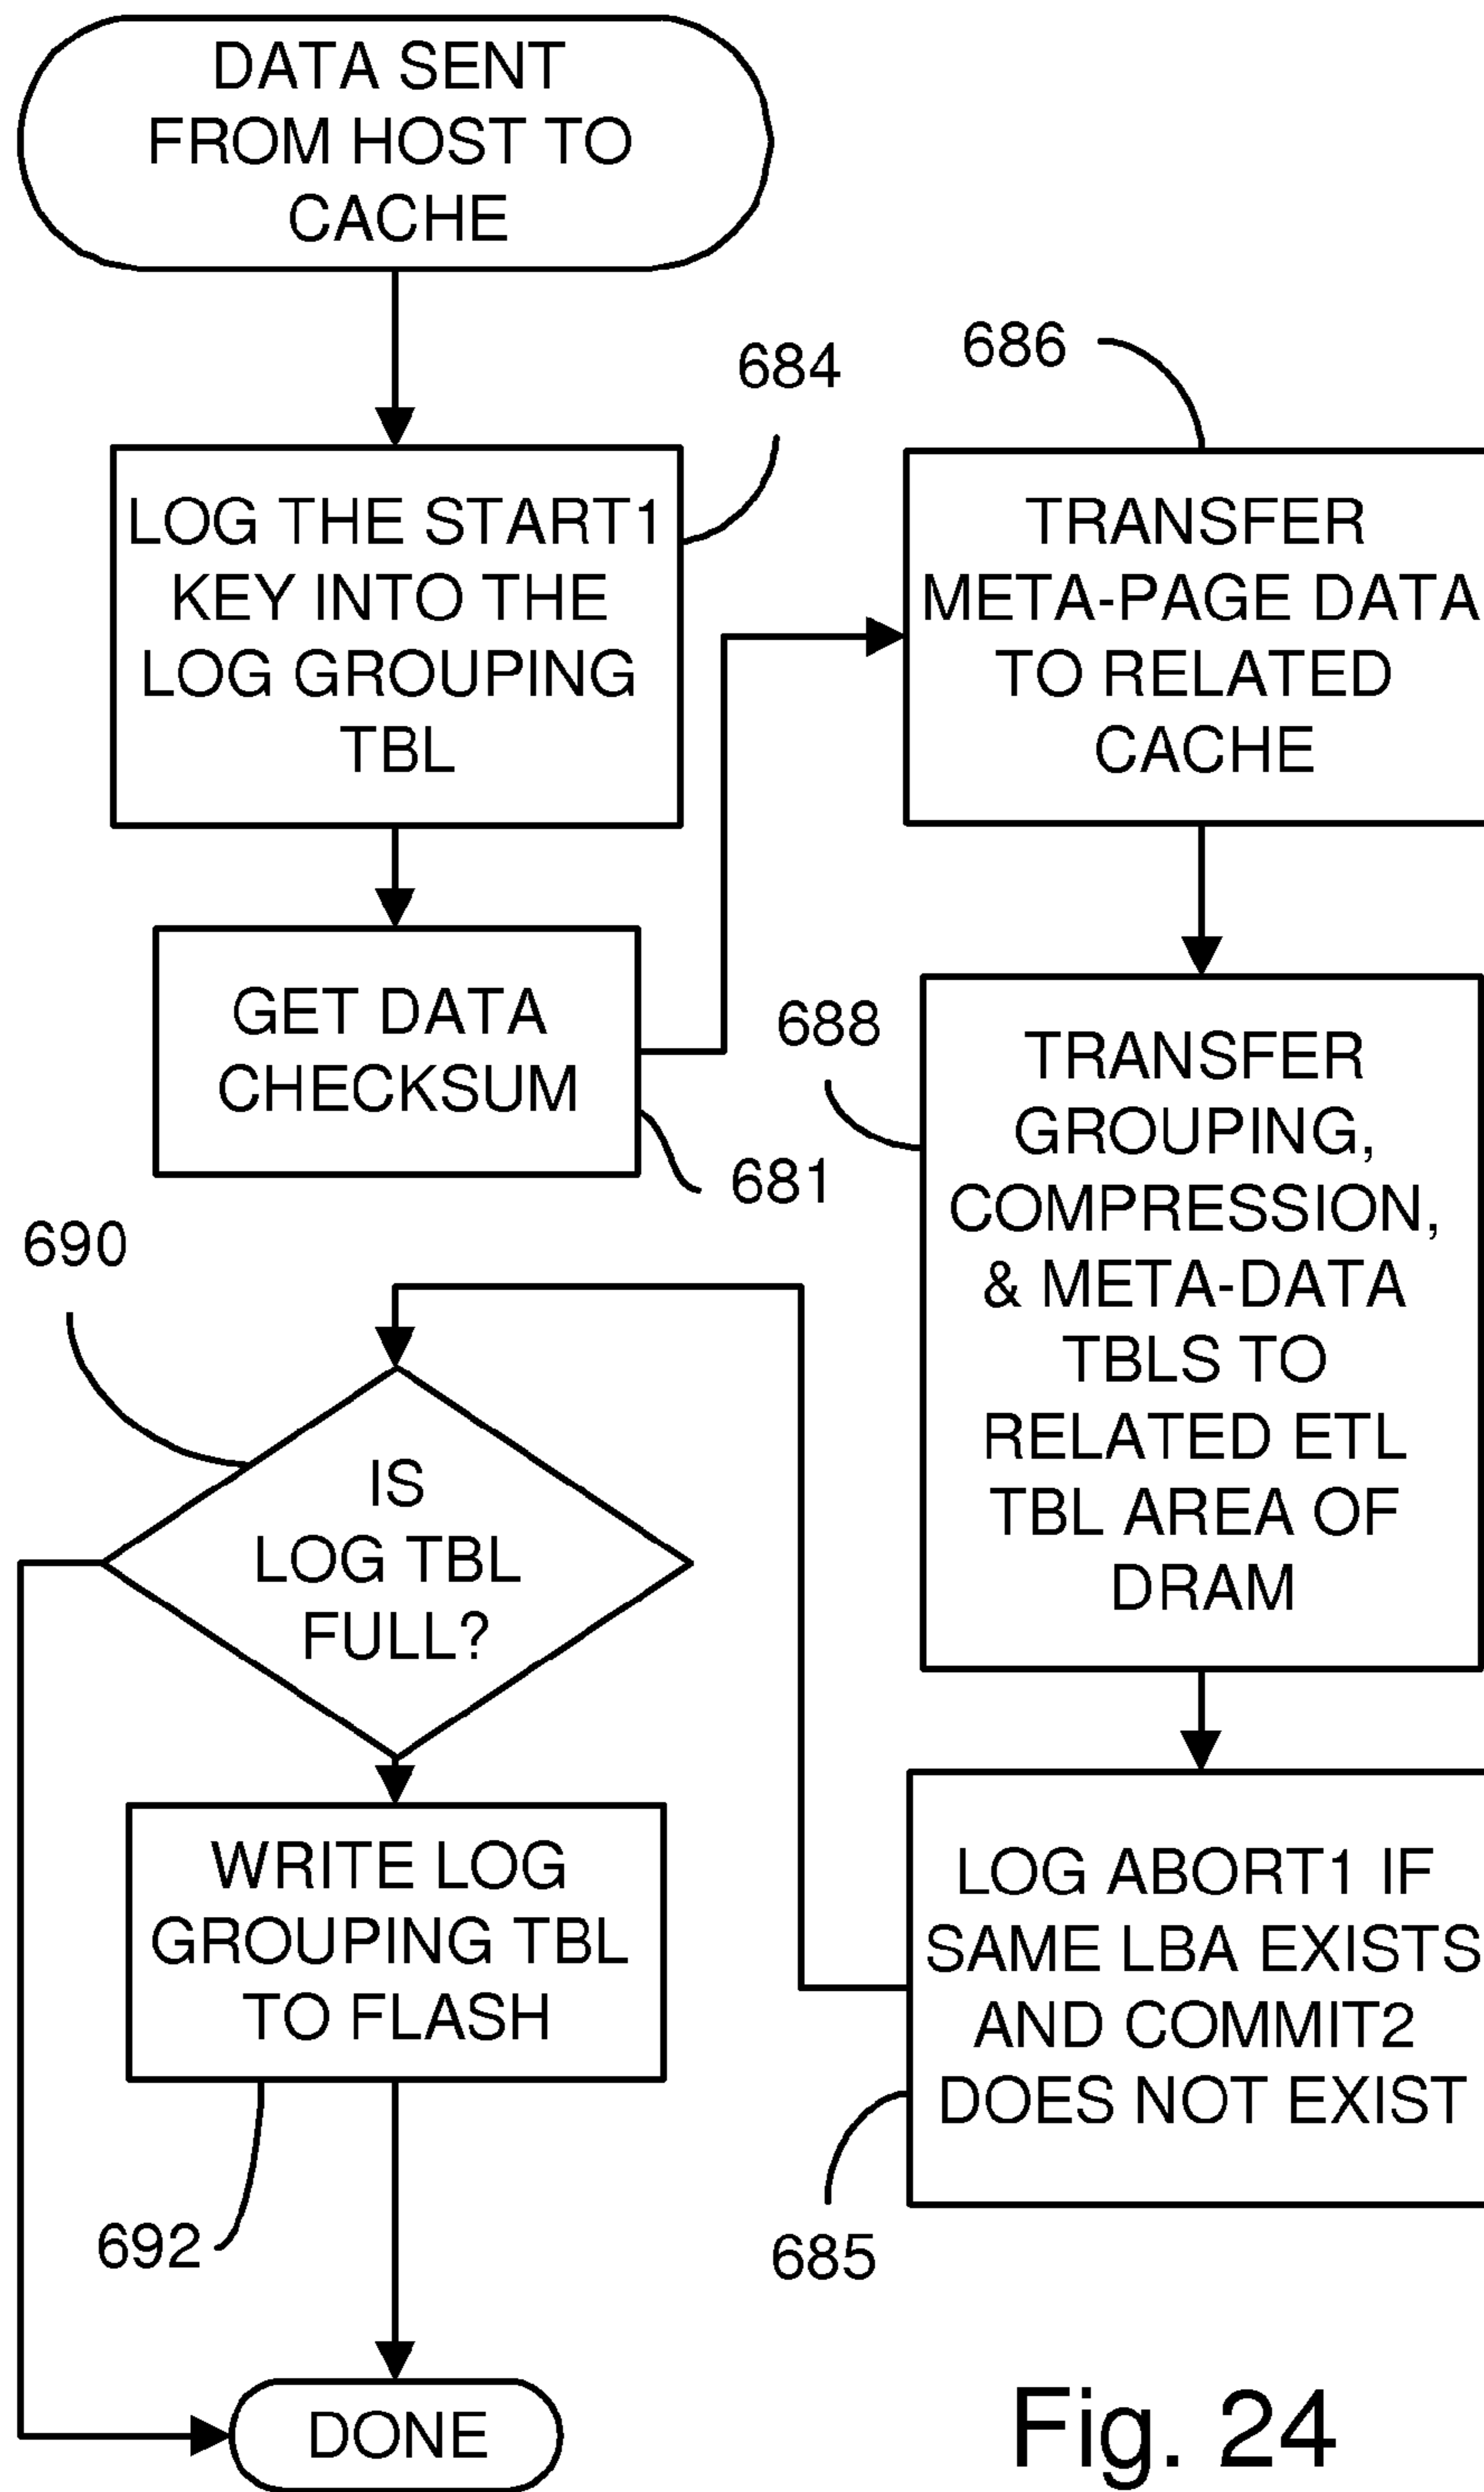 DATA SENT
FROM HOST TO
CACHE
684
LOG THE START1
KEY INTO THE
LOG GROUPING
TBL
GET DATA
CHECKSUM
681
686
TRANSFER
META-PAGE DATA
TO RELATED
CACHE
688
TRANSFER
GROUPING,
COMPRESSION,
& META-DATA
TBLS TO
RELATED ETL
TBL AREA OF
DRAM
LOG ABORT1 IF
SAME LBA EXISTS
AND COMMIT2
DOES NOT EXIST
685
690
IS
LOG TBL
FULL?
WRITE LOG
GROUPING TBL
TO FLASH
692
DONE
Fig. 24